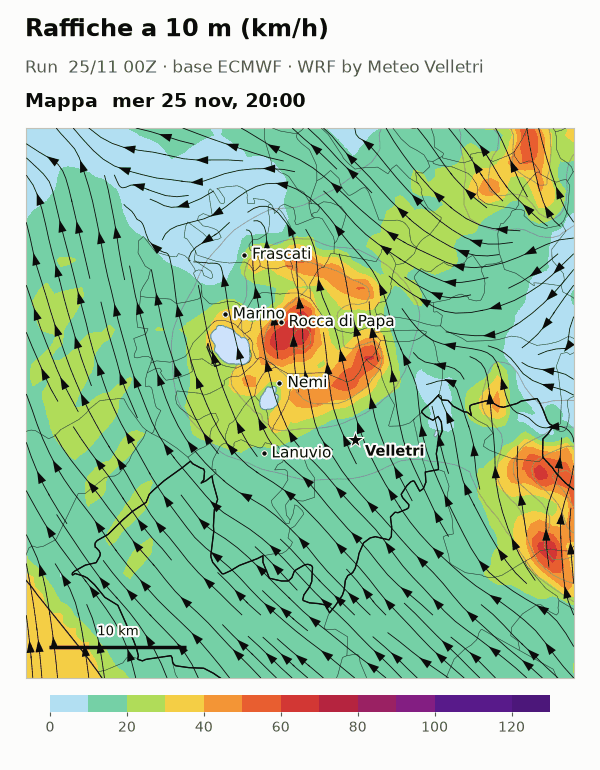 Raffiche a 10 m (km/h)
Run  25/11 00Z · base ECMWF · WRF by Meteo Velletri
Mappa  mer 25 nov, 20:00
Frascati
Marino
Rocca di Papa
Nemi
Velletri
Lanuvio
10 km
0 20 40 60 80 100 120